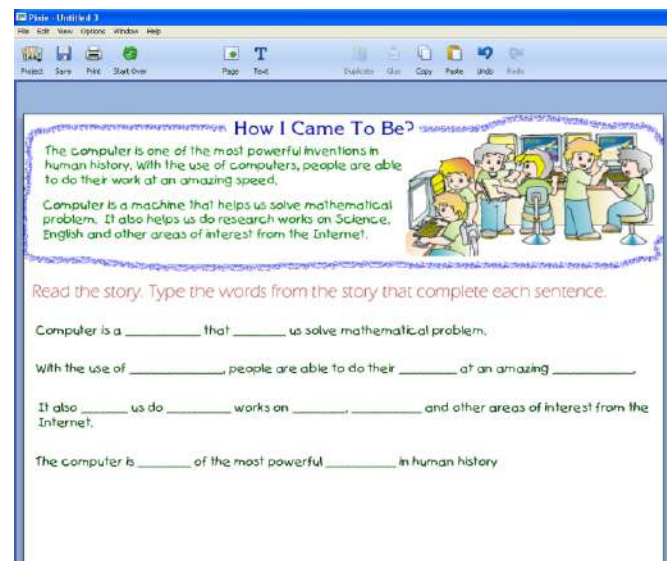 Pixie - Untitled 3
File Edit View Options Window Help
Project Save Print Start Over Page Text Duplicate Glue Copy Paste Undo Redo
How I Came To Be?
The computer is one of the most powerful inventions in
human history. With the use of computers, people are able
to do their work at an amazing speed.
Computer is a machine that helps us solve mathematical
problem. It also helps us do research works on Science,
English and other areas of interest from the Internet.
Read the story. Type the words from the story that complete each sentence.
Computer is a __________ that _______ us solve mathematical problem.
With the use of ____________, people are able to do their ________ at an amazing __________.
It also ______ us do ________ works on _______, _________ and other areas of interest from the
Internet.
The computer is _______ of the most powerful _________ in human history